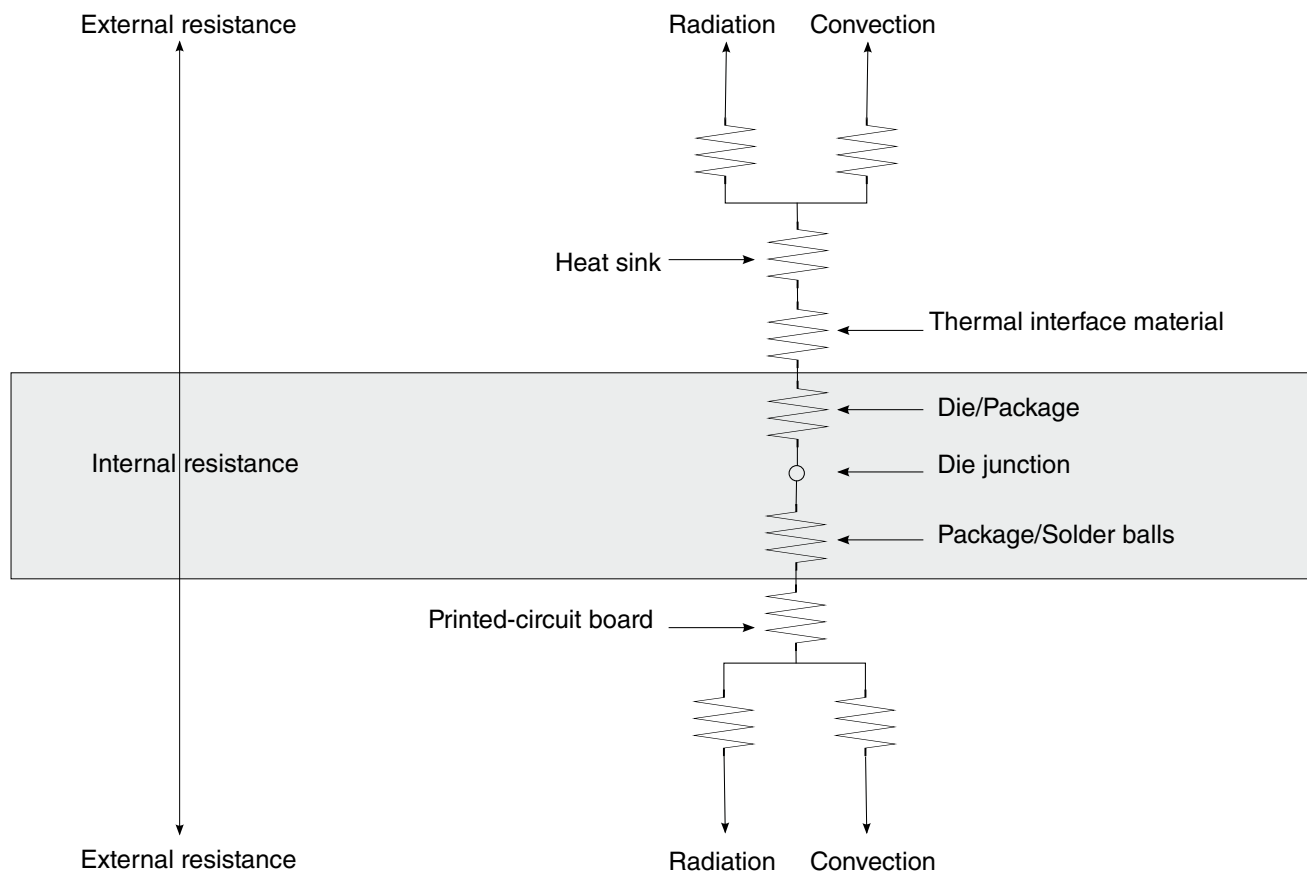 External resistance
Radiation
Convection
Heat sink
Thermal interface material
Die/Package
Internal resistance
Die junction
Package/Solder balls
Printed-circuit board
External resistance
Radiation
Convection